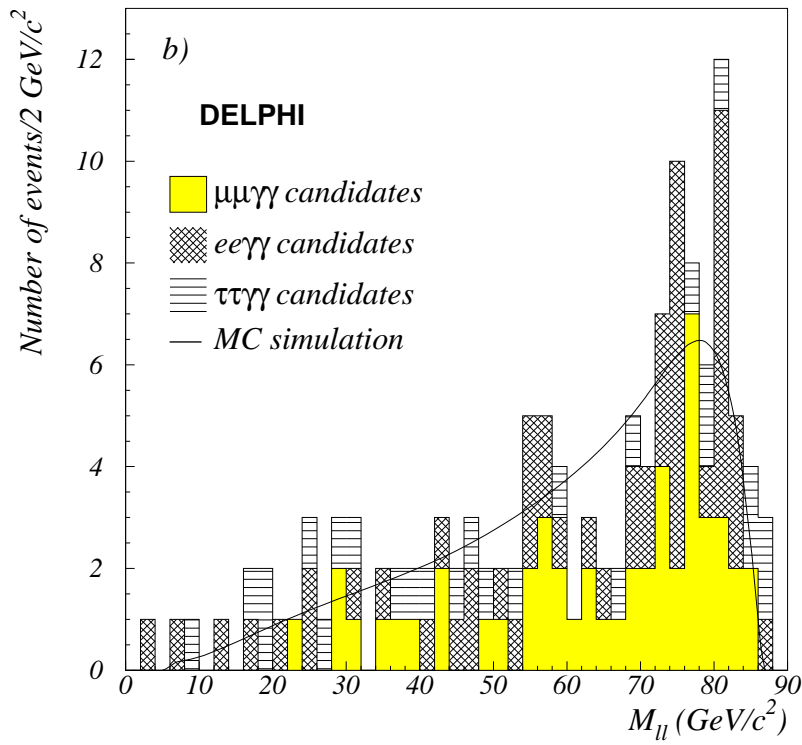 Number of events/2 GeV/c²
b)
DELPHI
μμγγ candidates
eeγγ candidates
ττγγ candidates
MC simulation
12
10
8
6
4
2
0
0 10 20 30 40 50 60 70 80 90
M_ll (GeV/c²)